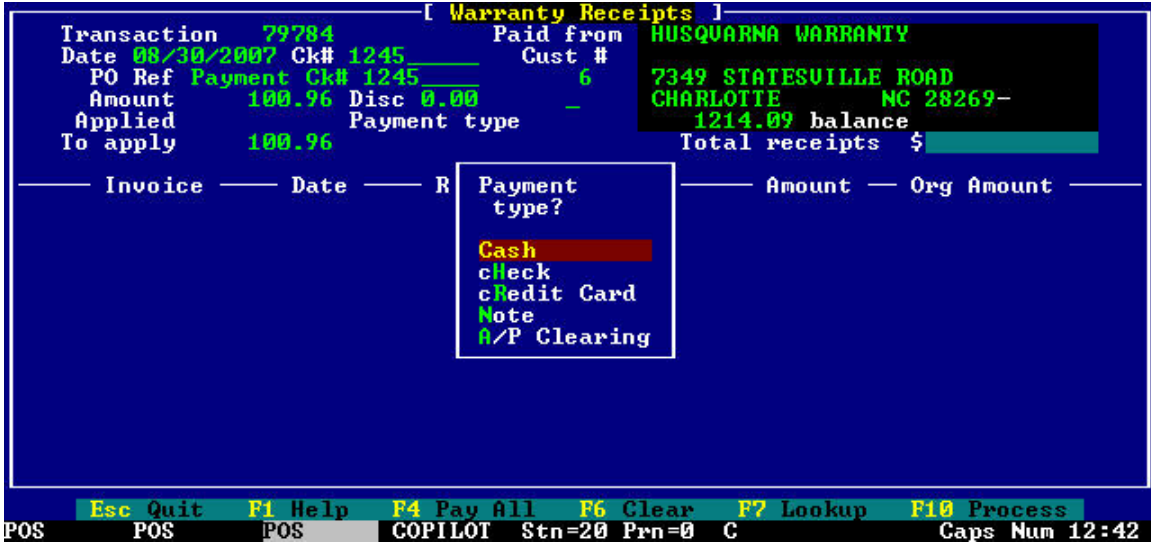 [ Warranty Receipts ]
Transaction 79784 Paid from HUSQVARNA WARRANTY
Date 08/30/2007 Ck# 1245_____ Cust #
PO Ref Payment Ck# 1245____ 6 7349 STATESVILLE ROAD
Amount 100.96 Disc 0.00 _ CHARLOTTE NC 28269-
Applied Payment type 1214.09 balance
To apply 100.96 Total receipts $
Invoice Date R Amount Org Amount
Payment
type?
Cash
cHeck
cRedit Card
Note
A/P Clearing
Esc Quit F1 Help F4 Pay All F6 Clear F7 Lookup F10 Process
POS POS POS COPILOT Stn=20 Prn=0 C Caps Num 12:42